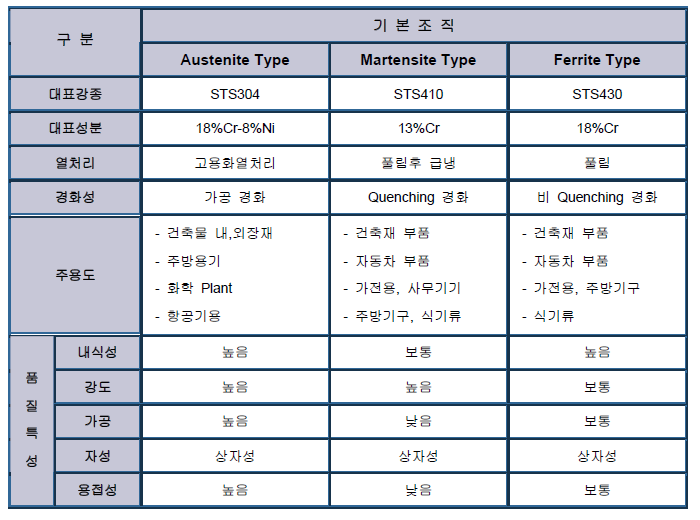 구 분 기 본 조 직
Austenite Type Martensite Type Ferrite Type
대표강종 STS304 STS410 STS430
대표성분 18%Cr-8%Ni 13%Cr 18%Cr
열처리 고용화열처리 풀림후 급냉 풀림
경화성 가공 경화 Quenching 경화 비 Quenching 경화
주용도
- 건축물 내,외장재
- 주방용기
- 화학 Plant
- 항공기용
- 건축재 부품
- 자동차 부품
- 가전용, 사무기기
- 주방기구, 식기류
- 건축재 부품
- 자동차 부품
- 가전용, 주방기구
- 식기류
품
질
특
성
내식성 높음 보통 높음
강도 높음 높음 보통
가공 높음 낮음 보통
자성 상자성 상자성 상자성
용접성 높음 낮음 보통